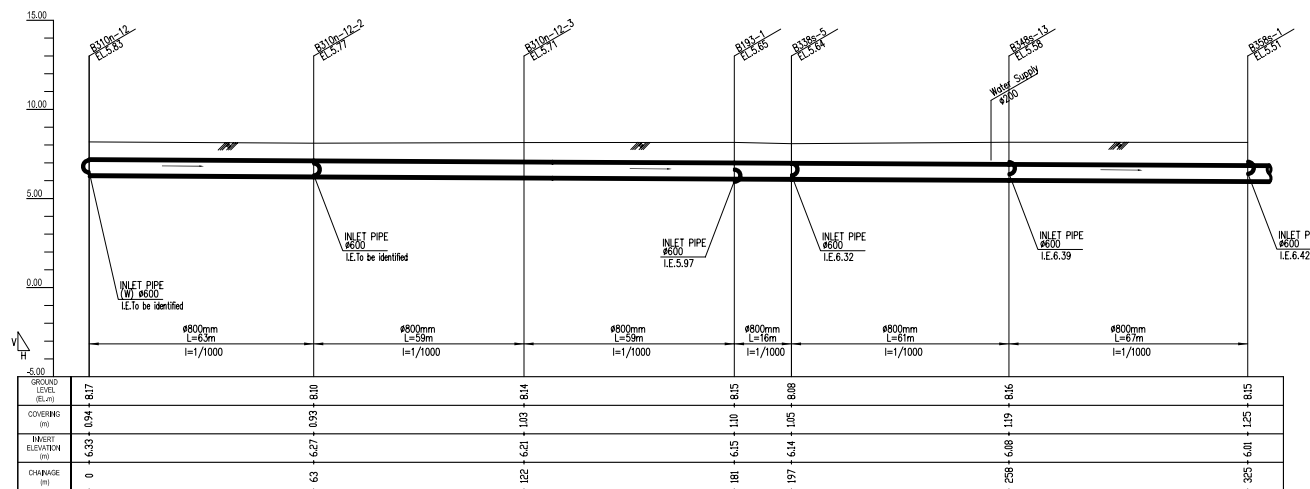 15.00
10.00
5.00
0.00
-5.00
V
H
B310n-12
EL.5.83
B310n-12-2
EL.5.77
B310n-12-3
EL.5.71
B193-1
EL.5.65
B338s-5
EL.5.64
B348s-13
EL.5.58
B358s-1
EL.5.51
Water Supply
ø200
INLET PIPE
(W) ø600
I.E.To be identified
INLET PIPE
ø600
I.E.To be identified
INLET PIPE
ø600
I.E.5.97
INLET PIPE
ø600
I.E.6.32
INLET PIPE
ø600
I.E.6.39
INLET P
ø600
I.E.6.42
ø800mm
L=63m
I=1/1000
ø800mm
L=59m
I=1/1000
ø800mm
L=59m
I=1/1000
ø800mm
L=16m
I=1/1000
ø800mm
L=61m
I=1/1000
ø800mm
L=67m
I=1/1000
GROUND
LEVEL
(EL.m)
8.17
8.10
8.14
8.15
8.08
8.16
8.15
COVERING
(m)
0.94
0.93
1.03
1.10
1.05
1.19
1.25
INVERT
ELEVATION
(m)
6.33
6.27
6.21
6.15
6.14
6.08
6.01
CHAINAGE
(m)
0
63
122
181
197
258
325